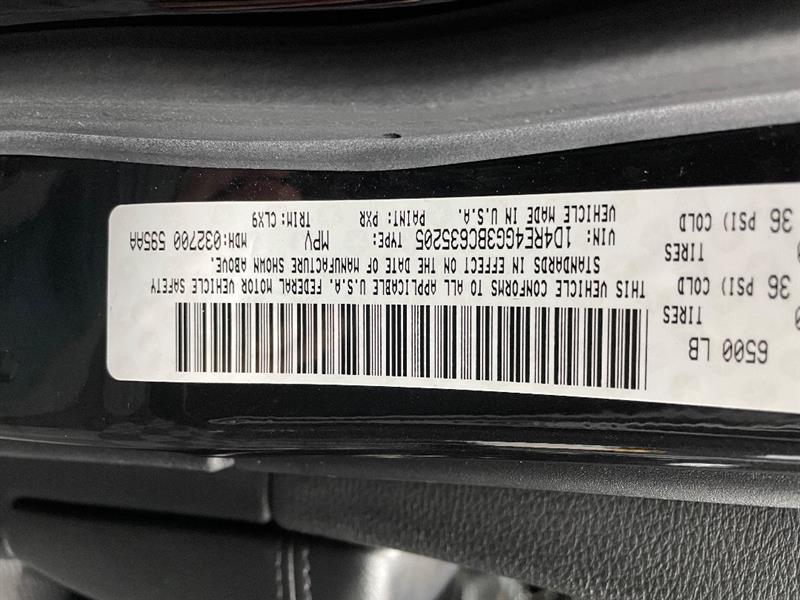 6500 LB
TIRES
36 PSI) COLD
TIRES
36 PSI) COLD
THIS VEHICLE CONFORMS TO ALL APPLICABLE U.S.A. FEDERAL MOTOR VEHICLE SAFETY
STANDARDS IN EFFECT ON THE DATE OF MANUFACTURE SHOWN ABOVE.
VIN: 1D4RE4GG3BC635205 TYPE: MPV MDH: 032700 595AA
VEHICLE MADE IN U.S.A. PAINT: PXR TRIM: CLX9